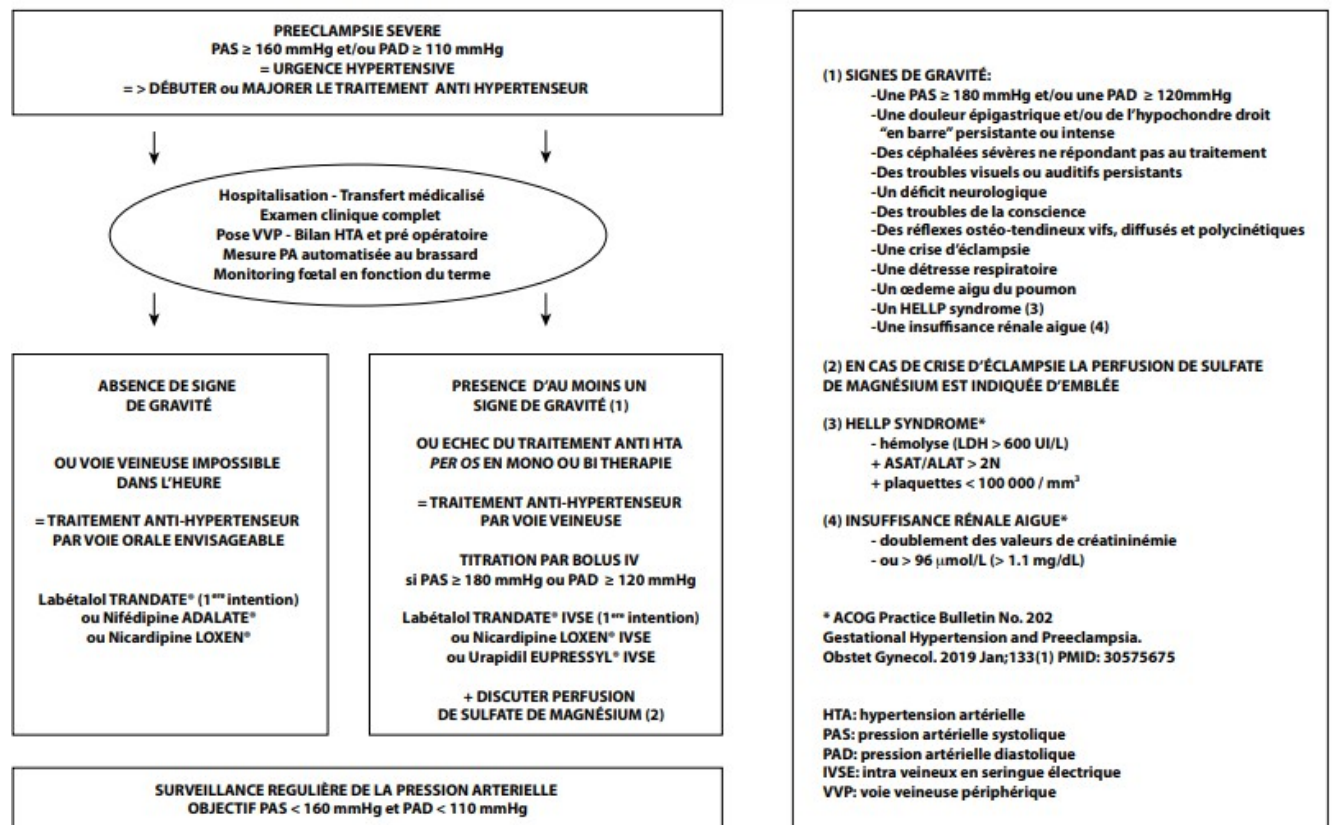 PREECLAMPSIE SEVERE
PAS ≥ 160 mmHg et/ou PAD ≥ 110 mmHg
= URGENCE HYPERTENSIVE
= > DÉBUTER ou MAJORER LE TRAITEMENT ANTI HYPERTENSEUR
Hospitalisation - Transfert médicalisé
Examen clinique complet
Pose VVP - Bilan HTA et pré opératoire
Mesure PA automatisée au brassard
Monitoring fœtal en fonction du terme
ABSENCE DE SIGNE
DE GRAVITÉ
OU VOIE VEINEUSE IMPOSSIBLE
DANS L'HEURE
= TRAITEMENT ANTI-HYPERTENSEUR
PAR VOIE ORALE ENVISAGEABLE
Labétalol TRANDATE® (1ère intention)
ou Nifédipine ADALATE®
ou Nicardipine LOXEN®
PRESENCE D'AU MOINS UN
SIGNE DE GRAVITÉ (1)
OU ECHEC DU TRAITEMENT ANTI HTA
PER OS EN MONO OU BI THERAPIE
= TRAITEMENT ANTI-HYPERTENSEUR
PAR VOIE VEINEUSE
TITRATION PAR BOLUS IV
si PAS ≥ 180 mmHg ou PAD ≥ 120 mmHg
Labétalol TRANDATE® IVSE (1ère intention)
ou Nicardipine LOXEN® IVSE
ou Urapidil EUPRESSYL® IVSE
+ DISCUTER PERFUSION
DE SULFATE DE MAGNÉSIUM (2)
SURVEILLANCE REGULIÈRE DE LA PRESSION ARTERIELLE
OBJECTIF PAS < 160 mmHg et PAD < 110 mmHg
(1) SIGNES DE GRAVITÉ:
-Une PAS ≥ 180 mmHg et/ou une PAD ≥ 120mmHg
-Une douleur épigastrique et/ou de l'hypochondre droit
"en barre" persistante ou intense
-Des céphalées sévères ne répondant pas au traitement
-Des troubles visuels ou auditifs persistants
-Un déficit neurologique
-Des troubles de la conscience
-Des réflexes ostéo-tendineux vifs, diffusés et polycinétiques
-Une crise d'éclampsie
-Une détresse respiratoire
-Un œdeme aigu du poumon
-Un HELLP syndrome (3)
-Une insuffisance rénale aigue (4)
(2) EN CAS DE CRISE D'ÉCLAMPSIE LA PERFUSION DE SULFATE
DE MAGNÉSIUM EST INDIQUÉE D'EMBLÉE
(3) HELLP SYNDROME*
- hémolyse (LDH > 600 UI/L)
+ ASAT/ALAT > 2N
+ plaquettes < 100 000 / mm³
(4) INSUFFISANCE RÉNALE AIGUE*
- doublement des valeurs de créatininémie
- ou > 96 µmol/L (> 1.1 mg/dL)
* ACOG Practice Bulletin No. 202
Gestational Hypertension and Preeclampsia.
Obstet Gynecol. 2019 Jan;133(1) PMID: 30575675
HTA: hypertension artérielle
PAS: pression artérielle systolique
PAD: pression artérielle diastolique
IVSE: intra veineux en seringue électrique
VVP: voie veineuse périphérique